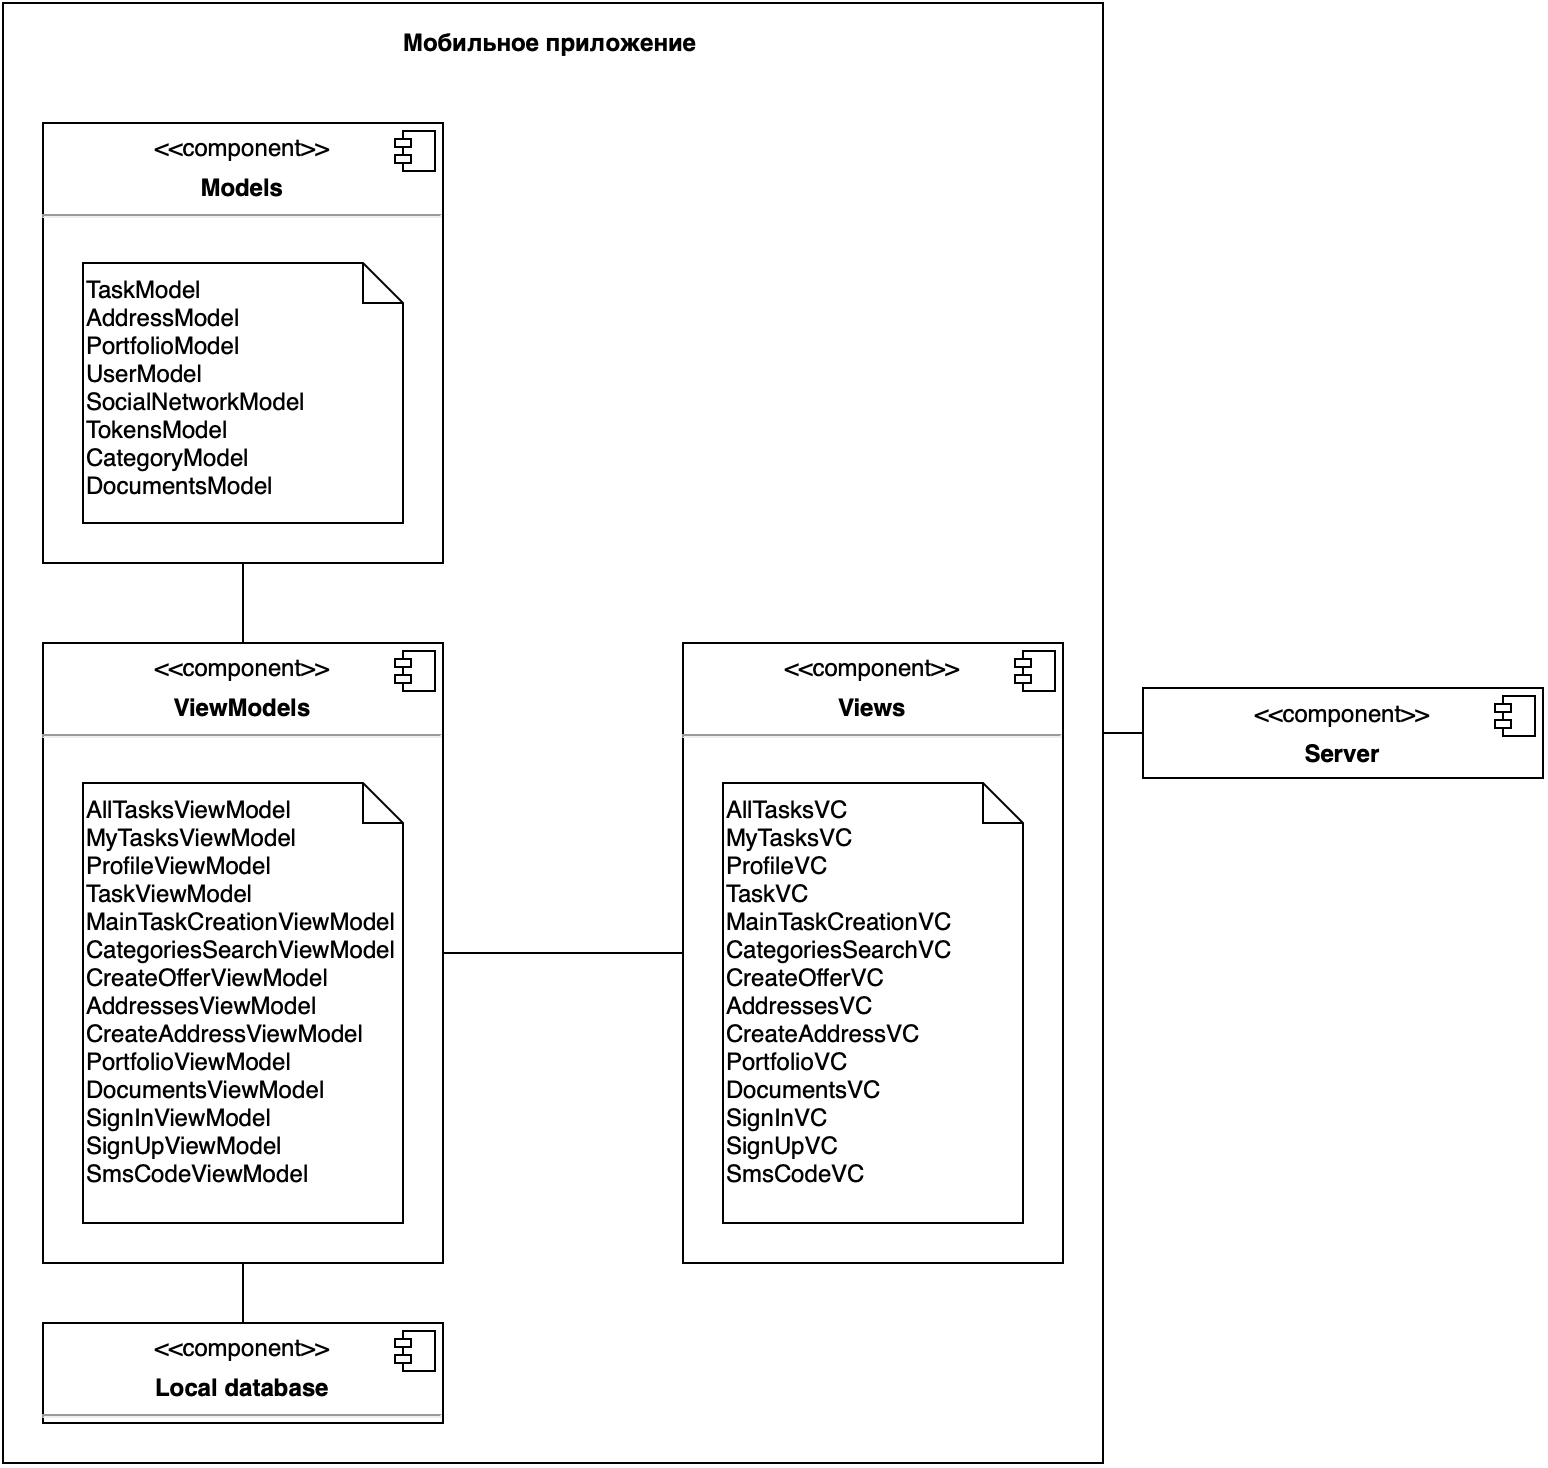 Мобильное приложение
<<component>>
Models
TaskModel
AddressModel
PortfolioModel
UserModel
SocialNetworkModel
TokensModel
CategoryModel
DocumentsModel
<<component>>
ViewModels
AllTasksViewModel
MyTasksViewModel
ProfileViewModel
TaskViewModel
MainTaskCreationViewModel
CategoriesSearchViewModel
CreateOfferViewModel
AddressesViewModel
CreateAddressViewModel
PortfolioViewModel
DocumentsViewModel
SignInViewModel
SignUpViewModel
SmsCodeViewModel
<<component>>
Views
AllTasksVC
MyTasksVC
ProfileVC
TaskVC
MainTaskCreationVC
CategoriesSearchVC
CreateOfferVC
AddressesVC
CreateAddressVC
PortfolioVC
DocumentsVC
SignInVC
SignUpVC
SmsCodeVC
<<component>>
Server
<<component>>
Local database